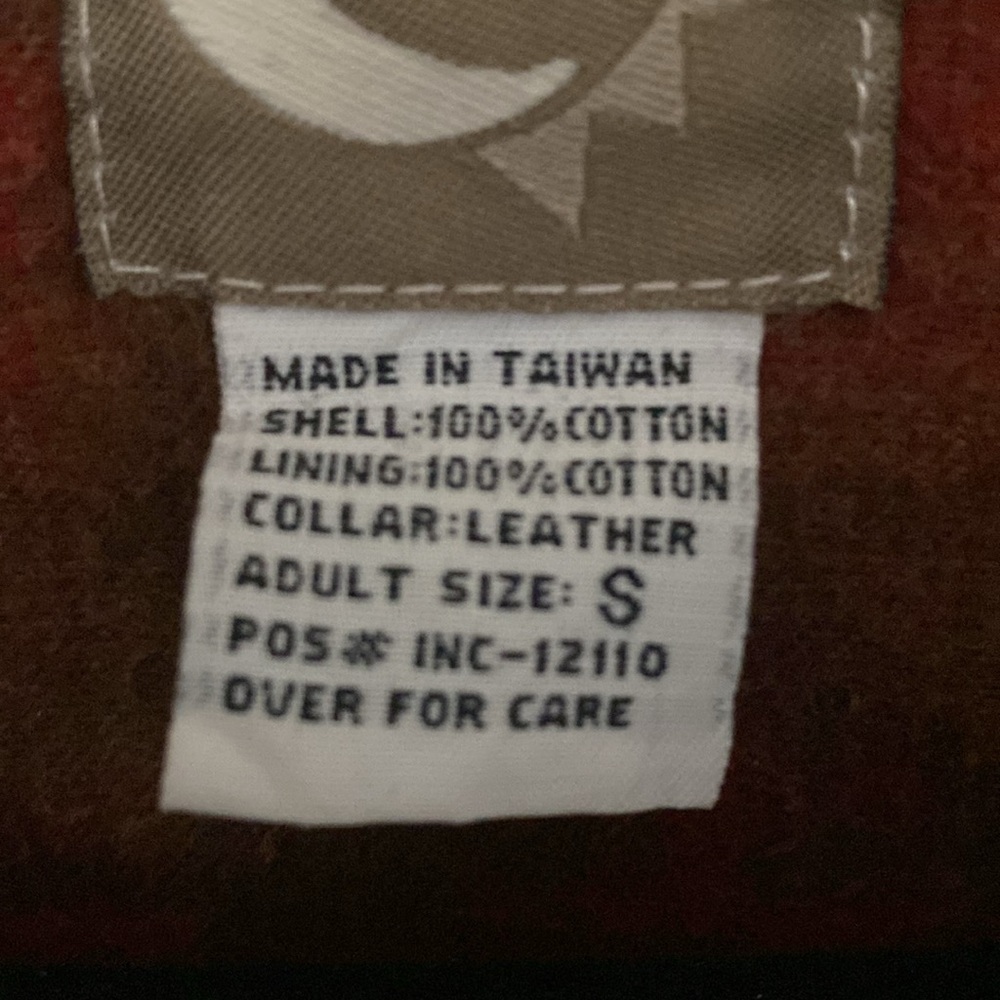 MADE IN TAIWAN
SHELL:100%COTTON
LINING:100%COTTON
COLLAR:LEATHER
ADULT SIZE: S
POS# INC-12110
OVER FOR CARE